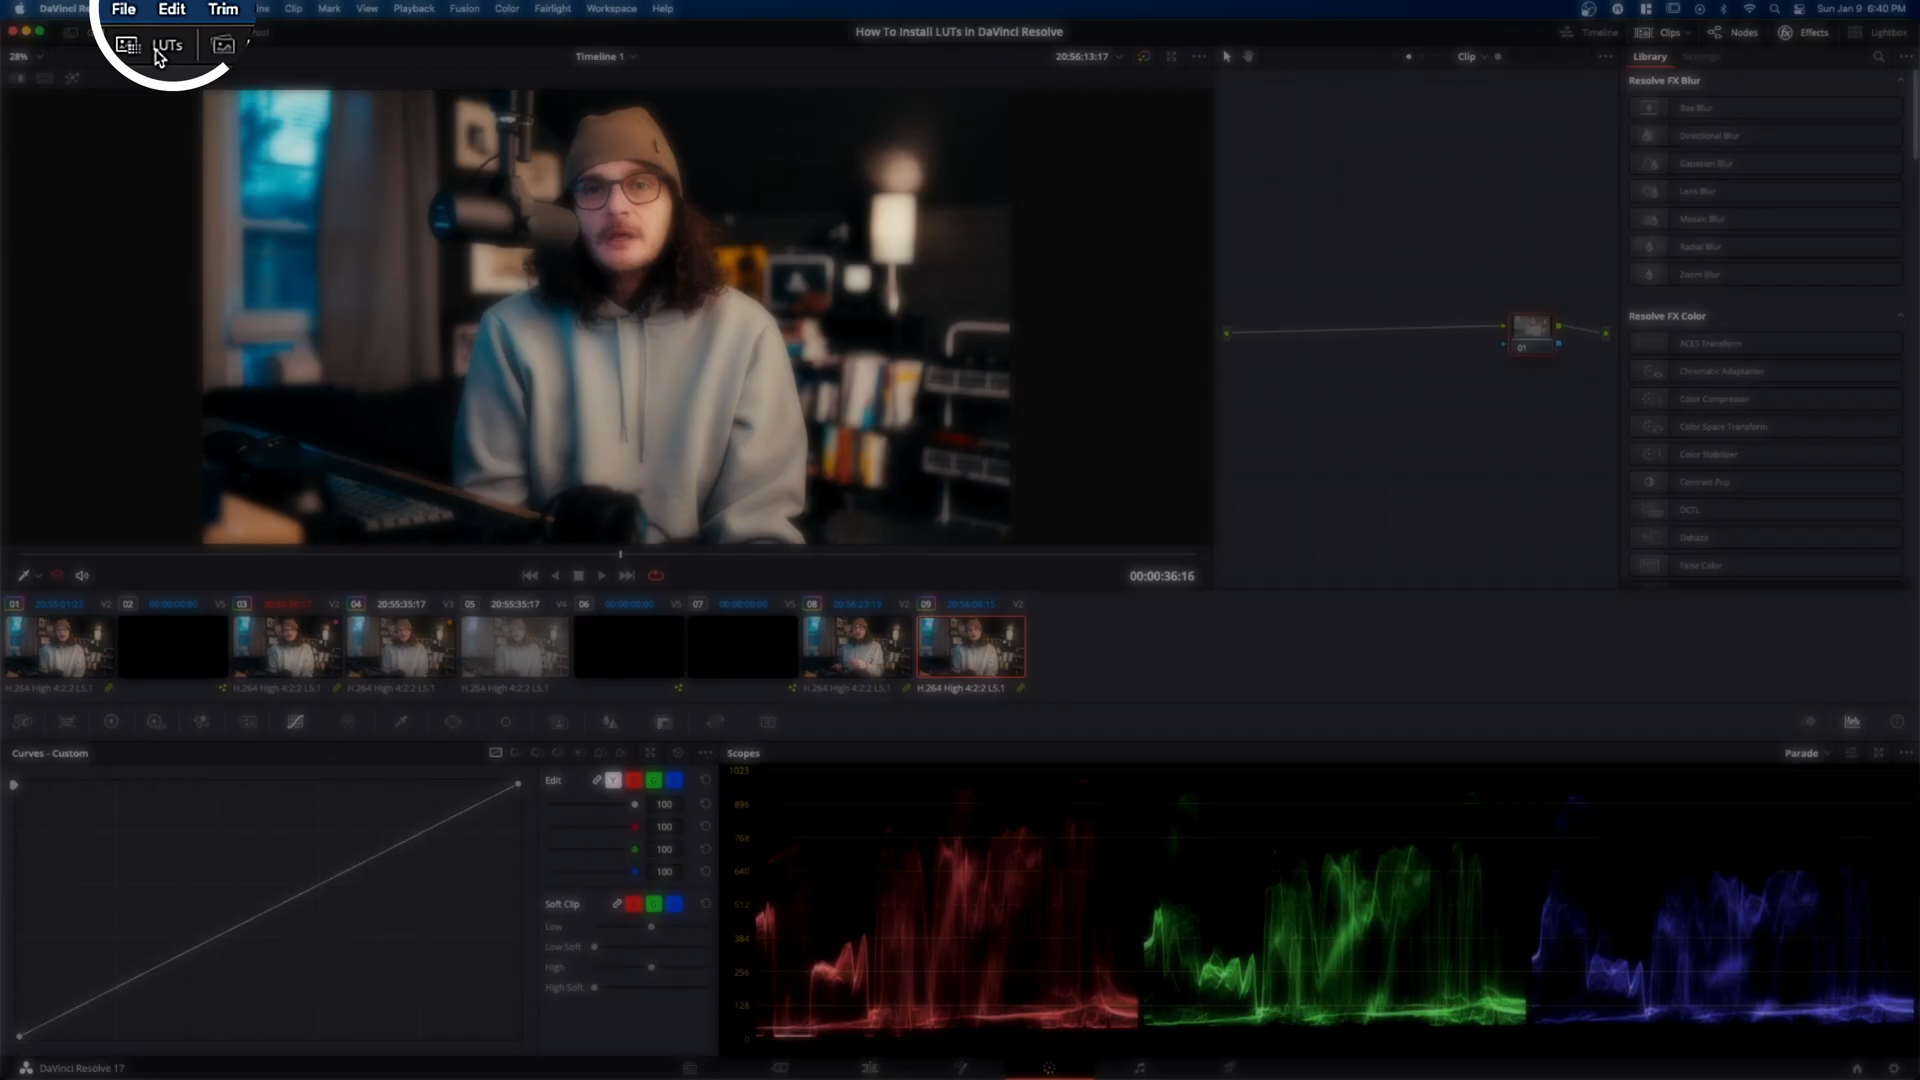 DaVinci Re
File Edit Trim
ine Clip Mark View Playback Fusion Color Fairlight Workspace Help
Sun Jan 9 6:40 PM
LUTs
How To Install LUTs in DaVinci Resolve
Timeline Clips Nodes Effects Lightbox
28%
Timeline 1
20:56:13:17
Clip
Library Settings
Resolve FX Blur
Box Blur
Directional Blur
Gaussian Blur
Lens Blur
Mosaic Blur
Radial Blur
Zoom Blur
Resolve FX Color
ACES Transform
Chromatic Adaptation
Color Compressor
Color Space Transform
Color Stabilizer
Contrast Pop
DCTL
Dehaze
False Color
01
00:00:36:16
01 20:55:01:22 V2 02 00:00:00:00 V5 03 V2 04 20:55:35:17 V3 05 20:55:35:17 V4 06 00:00:00:00 V5 07 00:00:00:00 V5 08 20:56:23:19 V2 09 20:56:06:15 V2
H.264 High 4:2:2 L5.1 H.264 High 4:2:2 L5.1 H.264 High 4:2:2 L5.1 H.264 High 4:2:2 L5.1 H.264 High 4:2:2 L5.1 H.264 High 4:2:2 L5.1
Curves - Custom
Scopes
Parade
Edit Y R G B
100
100
100
100
Soft Clip R G B
Low
Low Soft
High
High Soft
1023
896
768
640
512
384
256
128
0
DaVinci Resolve 17